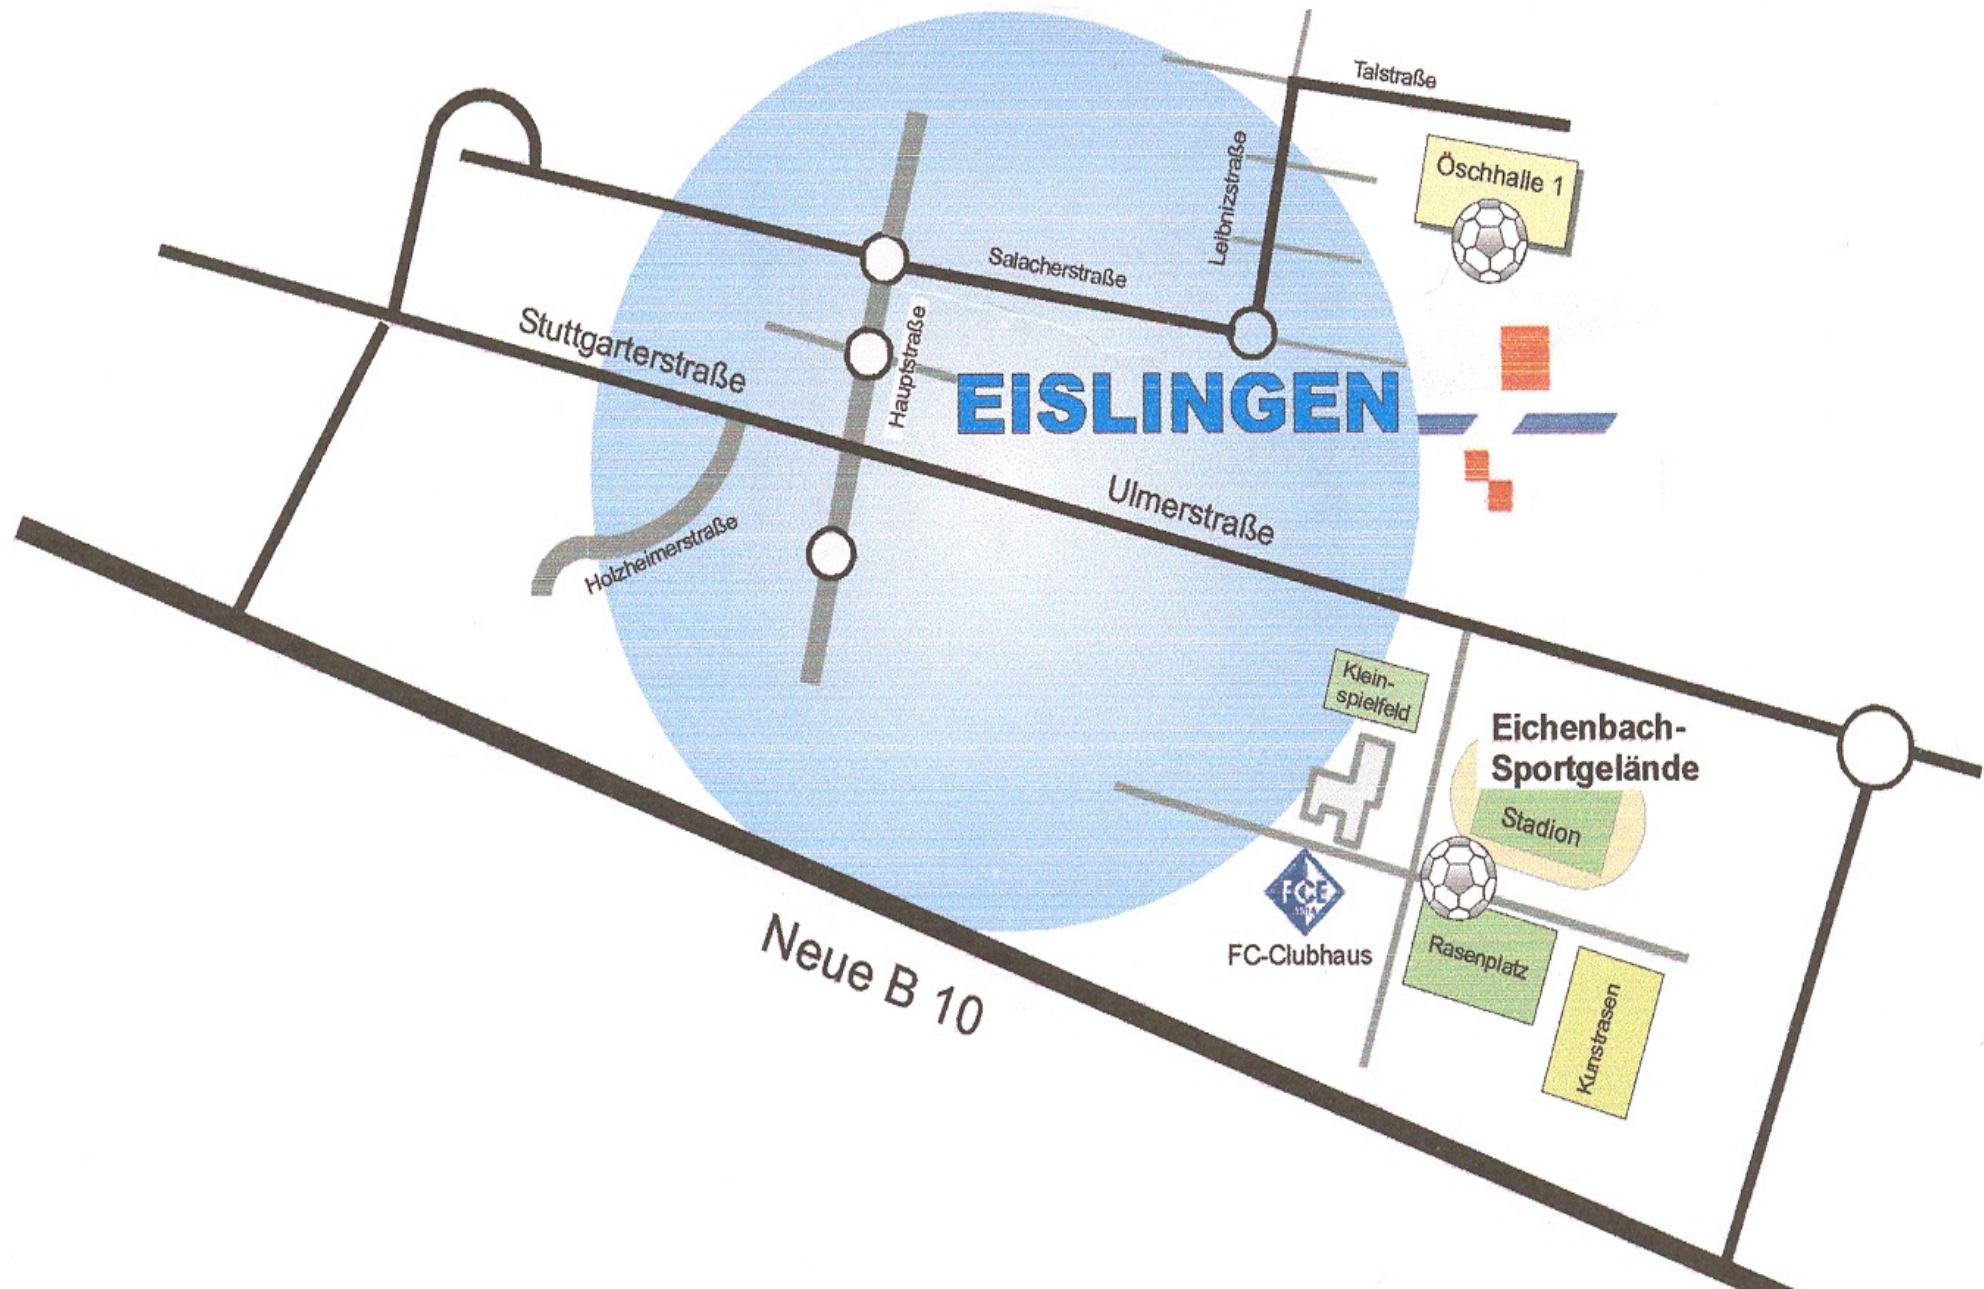 Talstraße
Öschhalle 1
Leibnizstraße
Salacherstraße
Stuttgarterstraße
Hauptstraße
EISLINGEN
Ulmerstraße
Holzheimerstraße
Klein-
spielfeld
Eichenbach-
Sportgelände
Stadion
FCE
FC-Clubhaus
Rasenplatz
Kunstrasen
Neue B 10